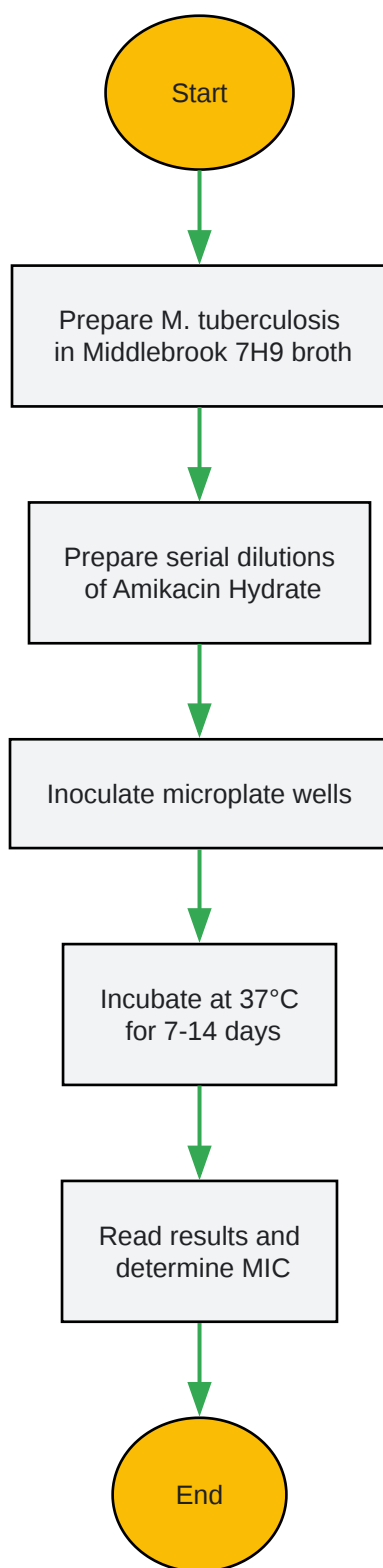 Start
Prepare M. tuberculosis
in Middlebrook 7H9 broth
Prepare serial dilutions
of Amikacin Hydrate
Inoculate microplate wells
Incubate at 37°C
for 7-14 days
Read results and
determine MIC
End